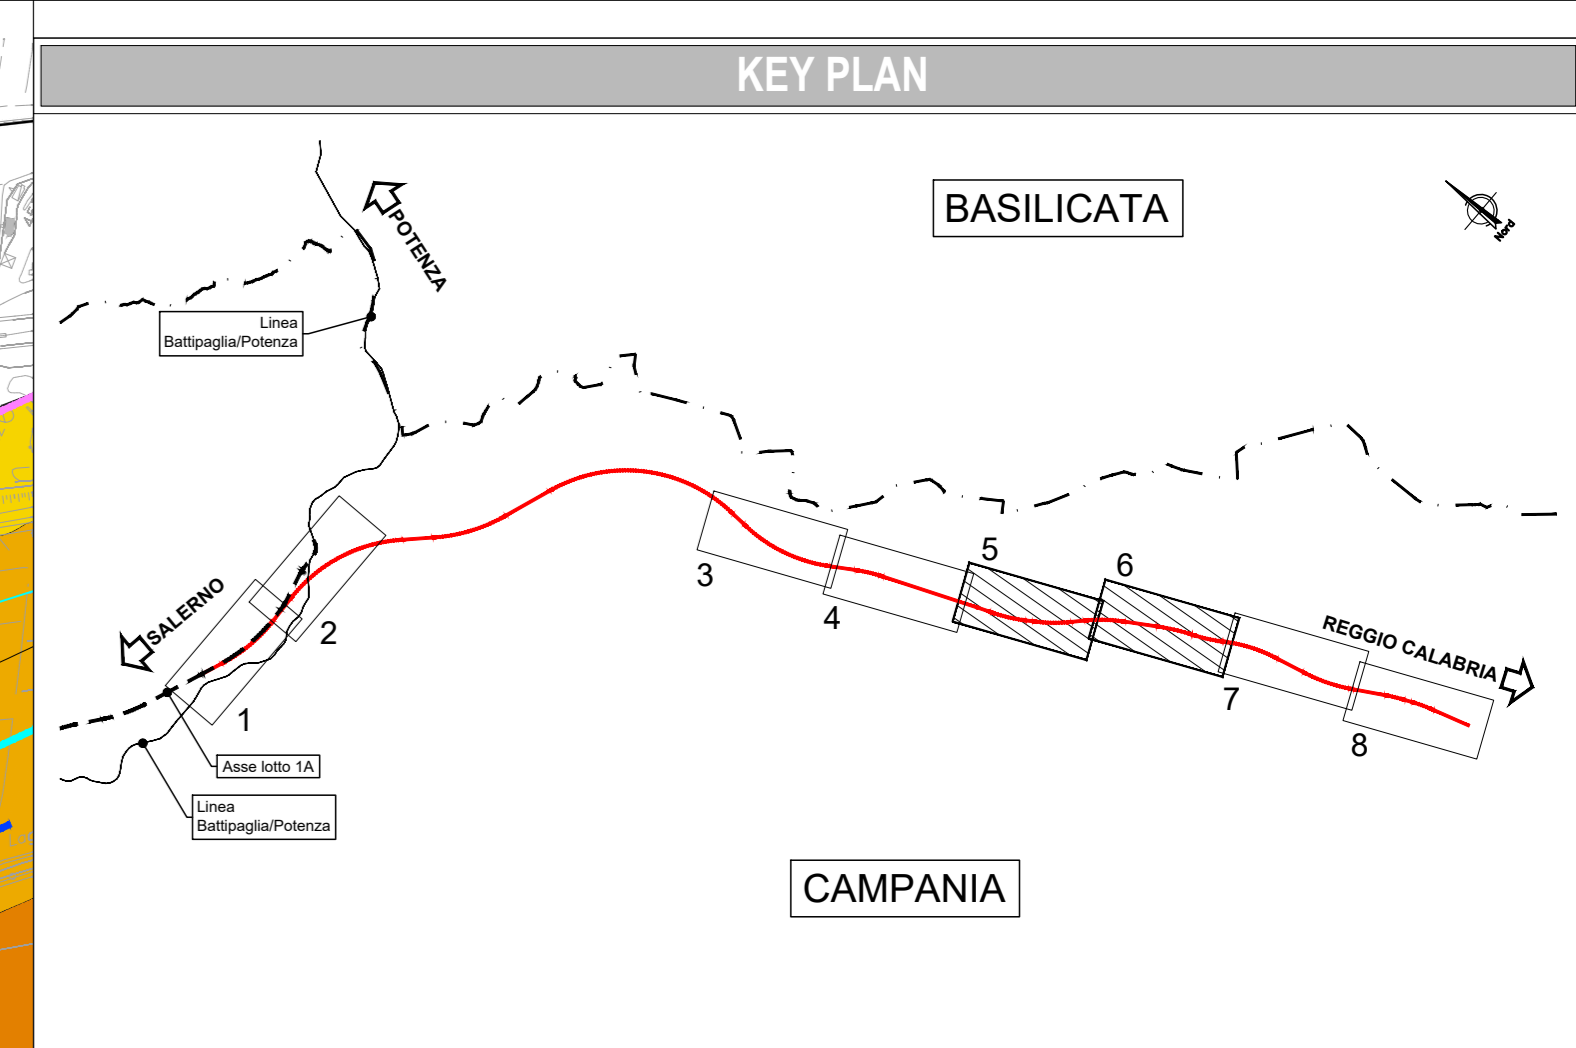 KEY PLAN
BASILICATA
Nord
POTENZA
Linea
Battipaglia/Potenza
5
6
3
4
SALERNO
2
REGGIO CALABRIA
7
1
8
Asse lotto 1A
Linea
Battipaglia/Potenza
CAMPANIA